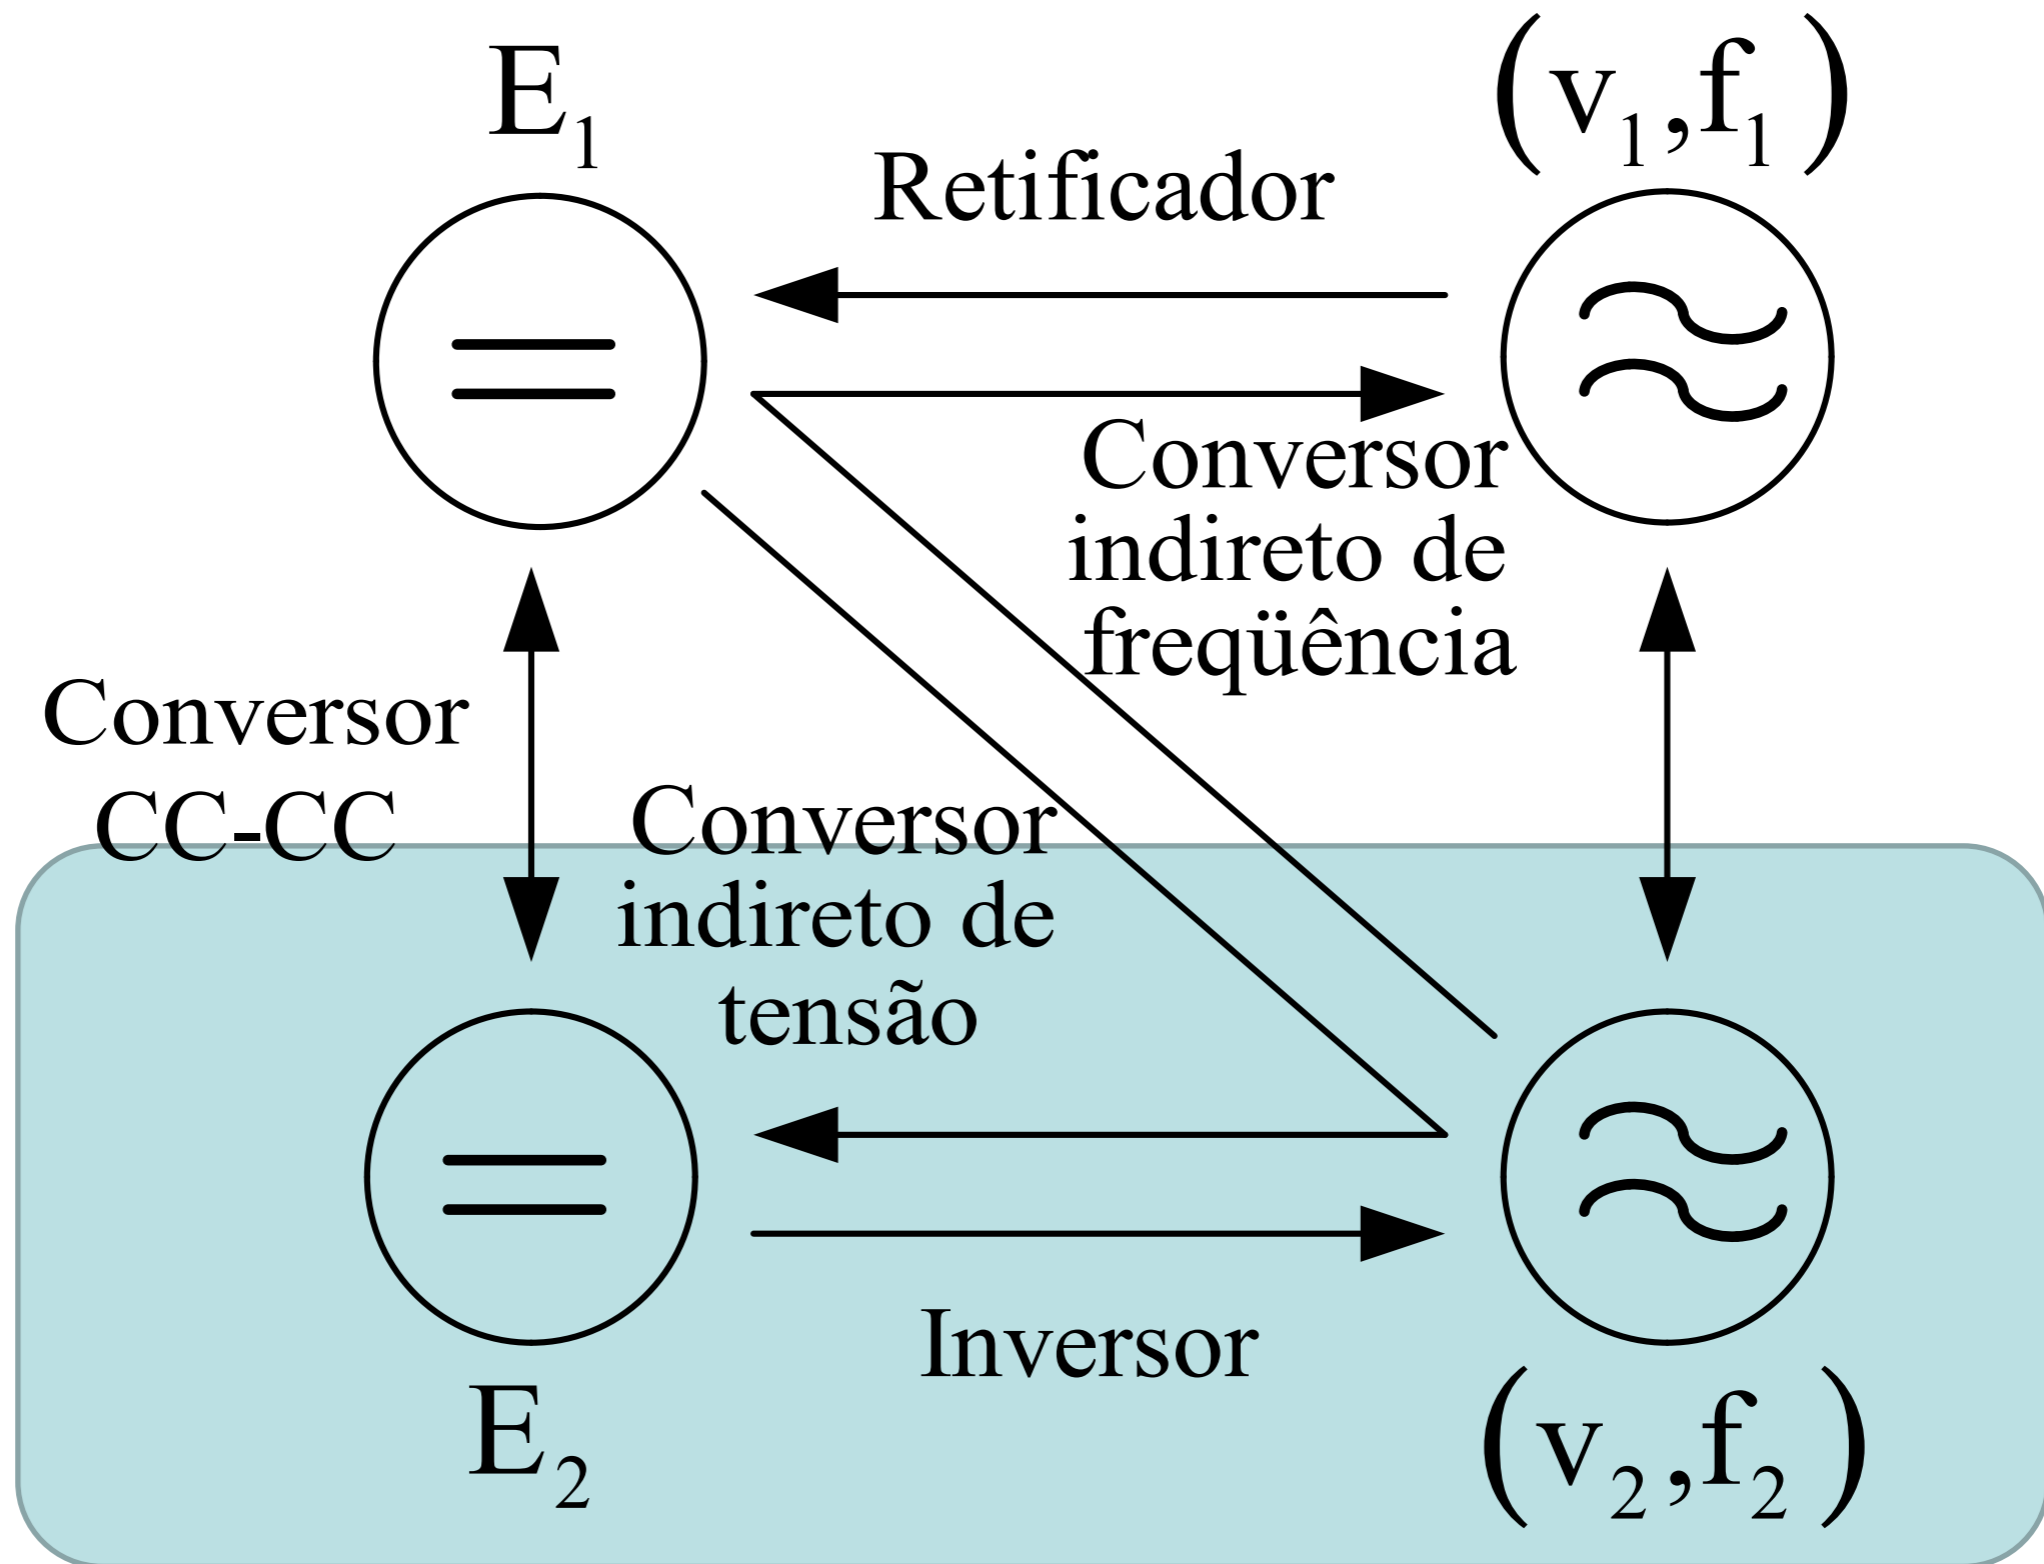 E₁
(v₁,f₁)
Retificador
Conversor
indireto de
freqüência
Conversor
CC-CC
Conversor
indireto de
tensão
Inversor
E₂
(v₂,f₂)